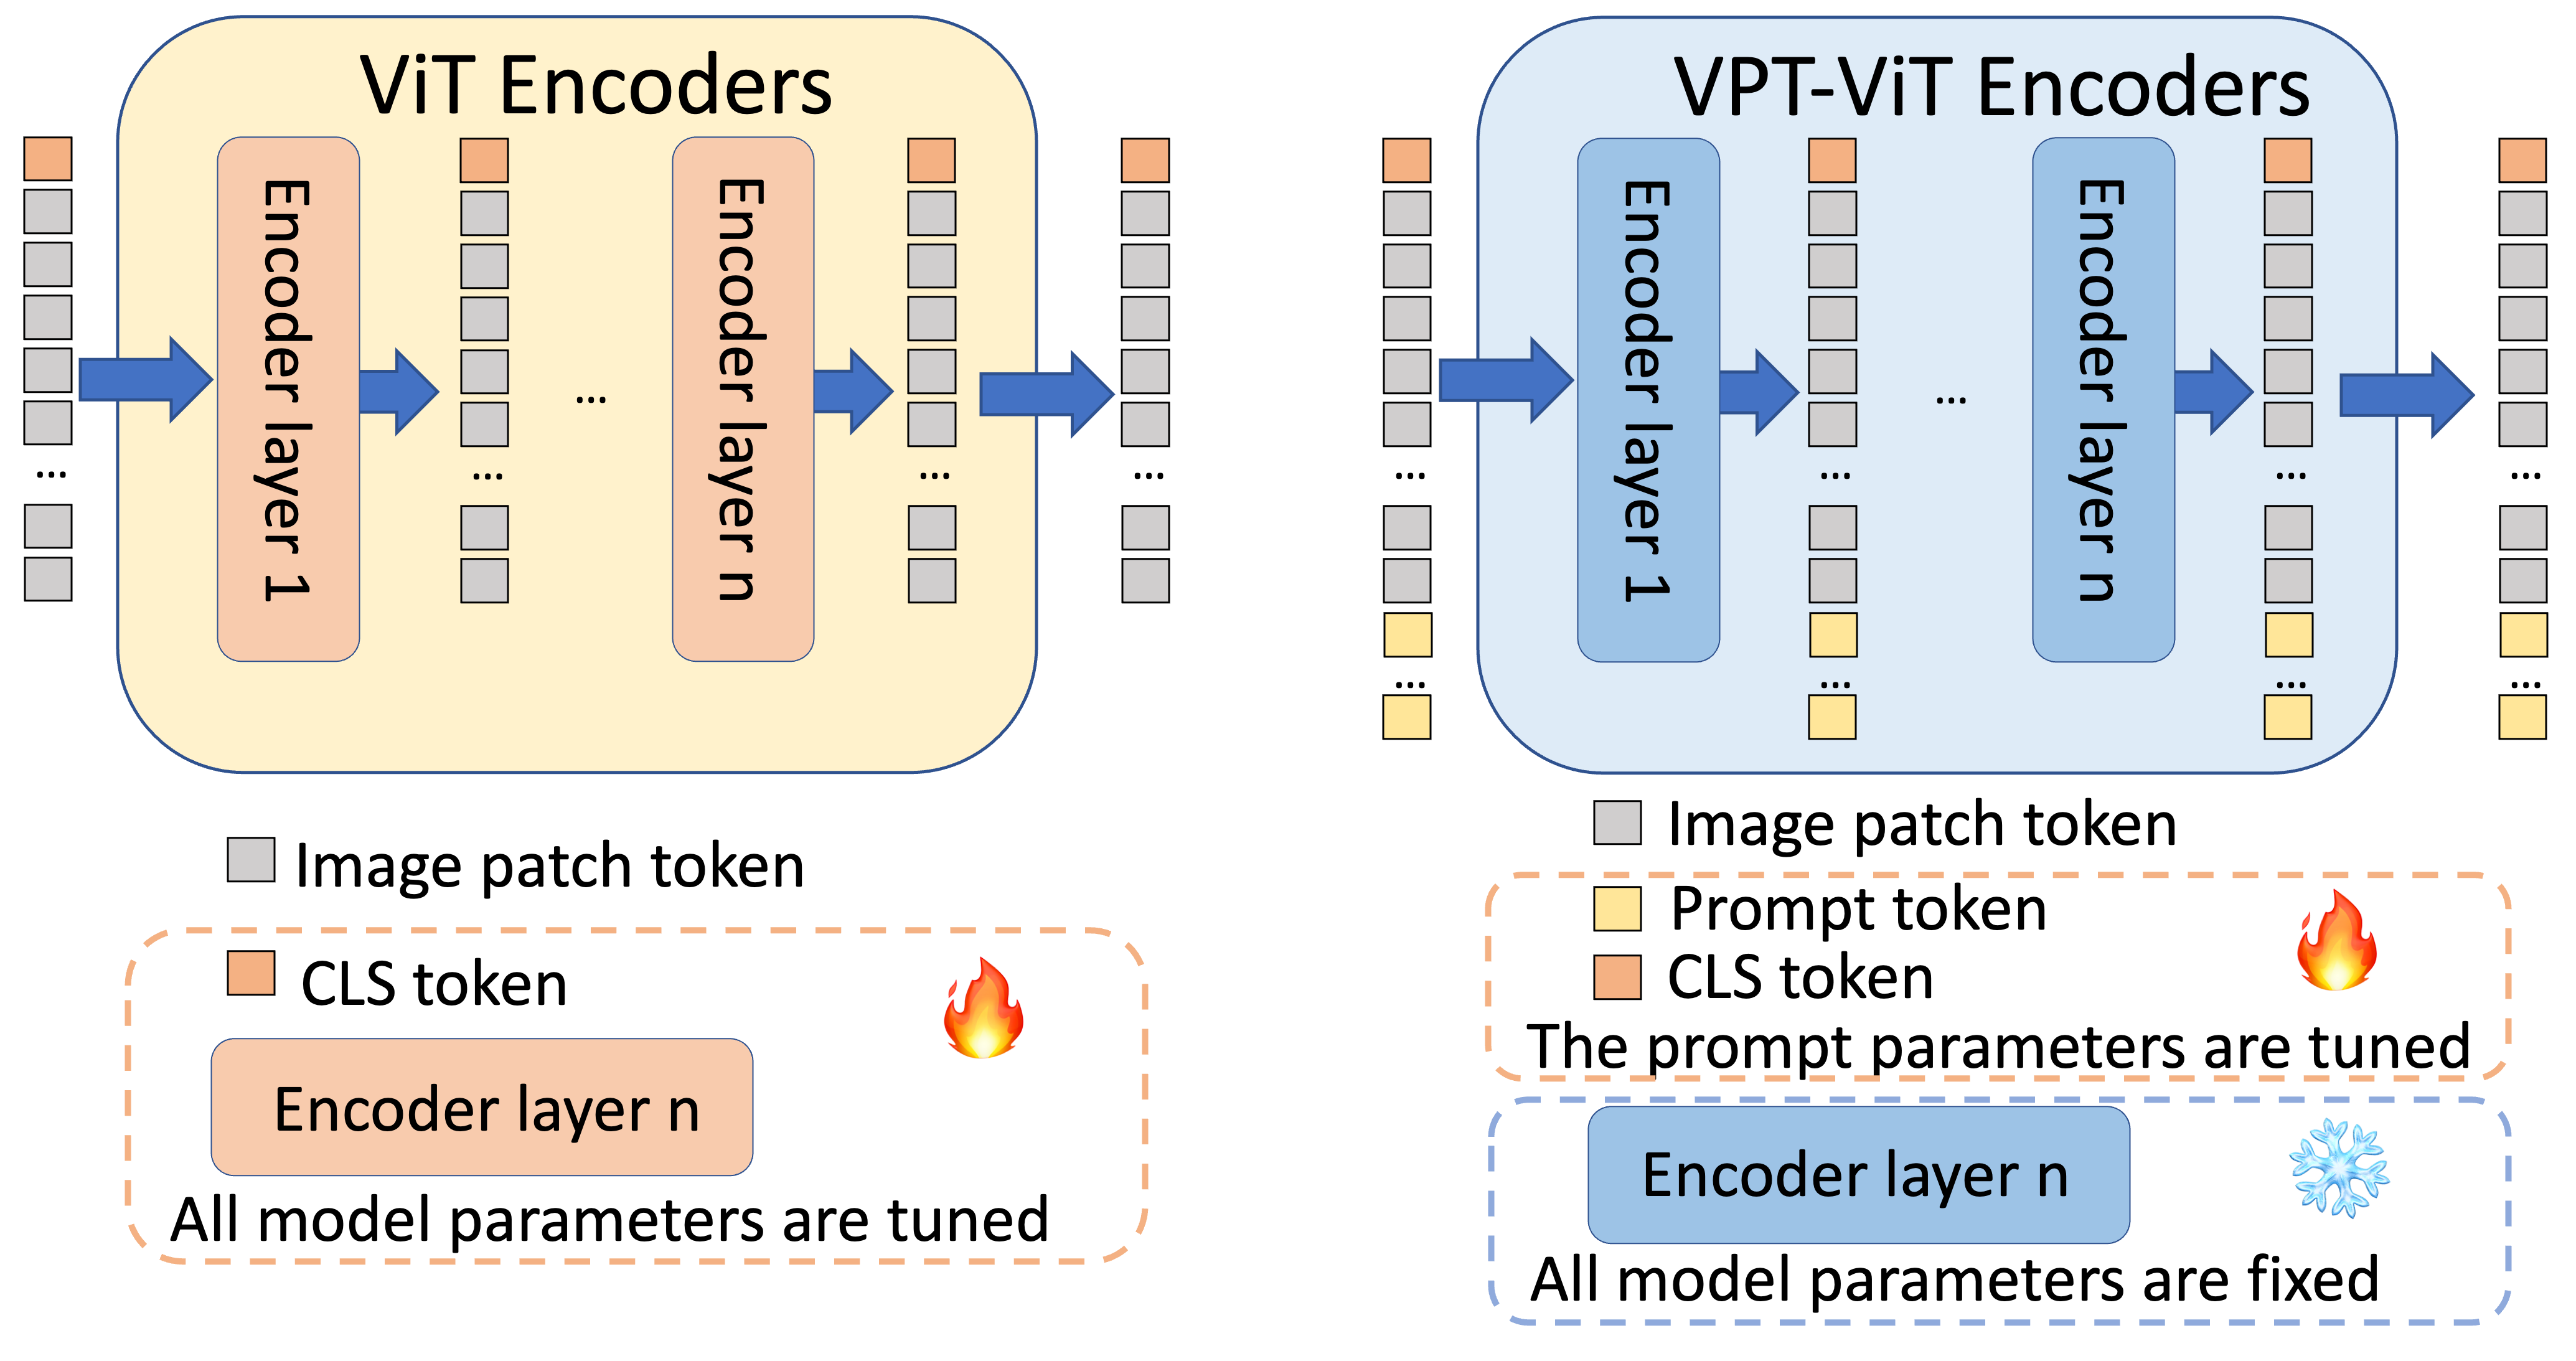 ViT Encoders
Encoder layer 1
...
Encoder layer n
...
...
...
...
Image patch token
CLS token
Encoder layer n
All model parameters are tuned
VPT-ViT Encoders
Encoder layer 1
...
Encoder layer n
...
...
...
...
...
...
...
...
Image patch token
Prompt token
CLS token
The prompt parameters are tuned
Encoder layer n
All model parameters are fixed